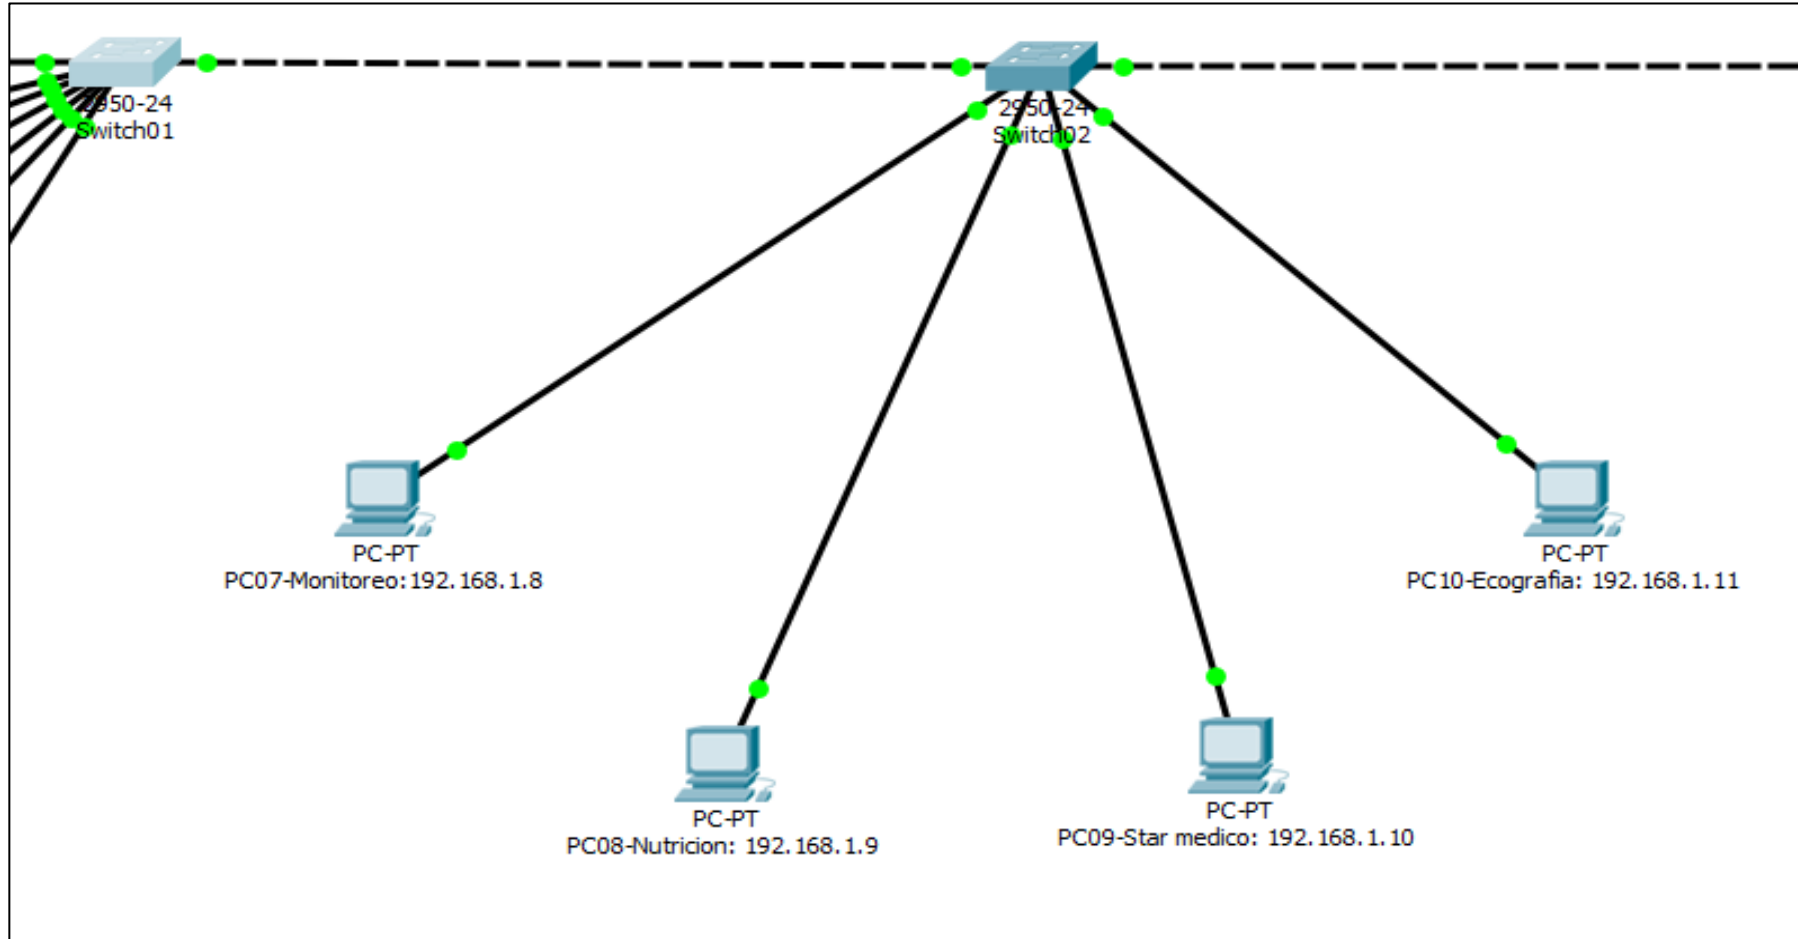 2950-24
Switch01
2950-24
Switch02
PC-PT
PC07-Monitoreo:192.168.1.8
PC-PT
PC10-Ecografia: 192.168.1.11
PC-PT
PC08-Nutricion: 192.168.1.9
PC-PT
PC09-Star medico: 192.168.1.10